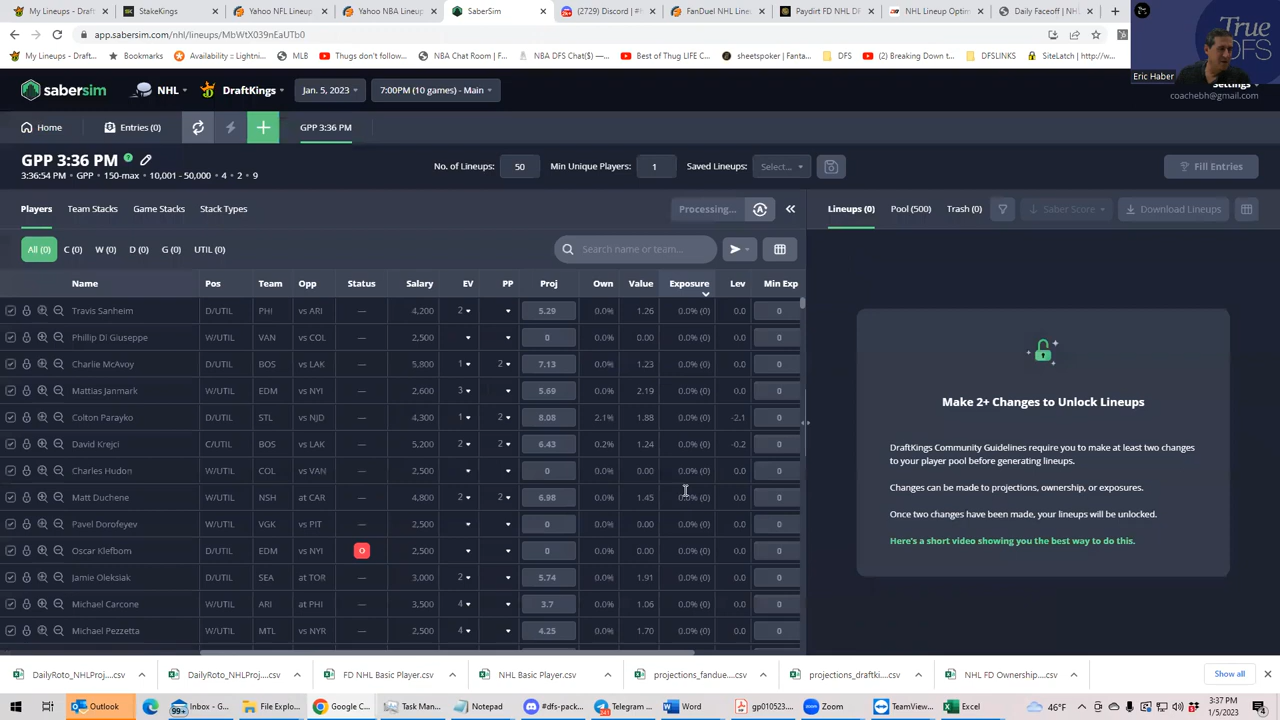 My Lineups - Draft
StakeKings
Yahoo NFL Lineup
Yahoo NBA Lineup
SaberSim
(2729) Discord | #
FanDuel NHL Line
Paydirt FD NHL DF
NHL Lineup Optim
Daily Faceoff | NHL
True
DFS
Eric Haber
app.sabersim.com/nhl/lineups/MbWtX039nEaUTb0
My Lineups - Draft...
Bookmarks
Availability :: Lightni...
MLB
Thugs don't follow...
NBA Chat Room (...
NBA DFS Chat($) -...
Best of Thug LIFE C...
sheetspoker | Fanta...
DFS
(2) Breaking Down t...
DFSLINKS
SiteLatch | http://w...
sabersim
NHL
DraftKings
Jan. 5, 2023
7:00PM (10 games) - Main
Settings
coachebh@gmail.com
Home
Entries (0)
GPP 3:36 PM
GPP 3:36 PM
3:36:54 PM • GPP • 150-max • 10,001 - 50,000 • 4 • 2 • 9
No. of Lineups: 50
Min Unique Players: 1
Saved Lineups: Select...
Fill Entries
Players
Team Stacks
Game Stacks
Stack Types
Processing...
Lineups (0)
Pool (500)
Trash (0)
Saber Score
Download Lineups
All (0)
C (0)
W (0)
D (0)
G (0)
UTIL (0)
Search name or team...
Name Pos Team Opp Status Salary EV PP Proj Own Value Exposure Lev Min Exp
Travis Sanheim D/UTIL PHI vs ARI — 4,200 2 5.29 0.0% 1.26 0.0% (0) 0.0 0
Phillip Di Giuseppe W/UTIL VAN vs COL — 2,500 0 0.0% 0.00 0.0% (0) 0.0 0
Charlie McAvoy D/UTIL BOS vs LAK — 5,800 1 2 7.13 0.0% 1.23 0.0% (0) 0.0 0
Mattias Janmark W/UTIL EDM vs NYI — 2,600 3 5.69 0.0% 2.19 0.0% (0) 0.0 0
Colton Parayko D/UTIL STL vs NJD — 4,300 1 2 8.08 2.1% 1.88 0.0% (0) -2.1 0
David Krejci C/UTIL BOS vs LAK — 5,200 2 2 6.43 0.2% 1.24 0.0% (0) -0.2 0
Charles Hudon W/UTIL COL vs VAN — 2,500 0 0.0% 0.00 0.0% (0) 0.0 0
Matt Duchene W/UTIL NSH at CAR — 4,800 2 2 6.98 0.0% 1.45 0.0% (0) 0.0 0
Pavel Dorofeyev W/UTIL VGK vs PIT — 2,500 0 0.0% 0.00 0.0% (0) 0.0 0
Oscar Klefbom D/UTIL EDM vs NYI O 2,500 0 0.0% 0.00 0.0% (0) 0.0 0
Jamie Oleksiak D/UTIL SEA at TOR — 3,000 2 5.74 0.0% 1.91 0.0% (0) 0.0 0
Michael Carcone W/UTIL ARI at PHI — 3,500 4 3.7 0.0% 1.06 0.0% (0) 0.0 0
Michael Pezzetta W/UTIL MTL vs NYR — 2,500 4 4.25 0.0% 1.70 0.0% (0) 0.0 0
Make 2+ Changes to Unlock Lineups
DraftKings Community Guidelines require you to make at least two changes
to your player pool before generating lineups.
Changes can be made to projections, ownership, or exposures.
Once two changes have been made, your lineups will be unlocked.
Here's a short video showing you the best way to do this.
DailyRoto_NHLProj....csv
DailyRoto_NHLProj....csv
FD NHL Basic Player.csv
NHL Basic Player.csv
projections_fandue....csv
projections_draftki....csv
NHL FD Ownership....csv
Show all
Outlook
Inbox - G...
File Explo...
Google C...
Task Man...
Notepad
#dfs-pack...
Telegram ...
Word
gp010523...
Zoom
TeamView...
Excel
46°F
3:37 PM
1/5/2023